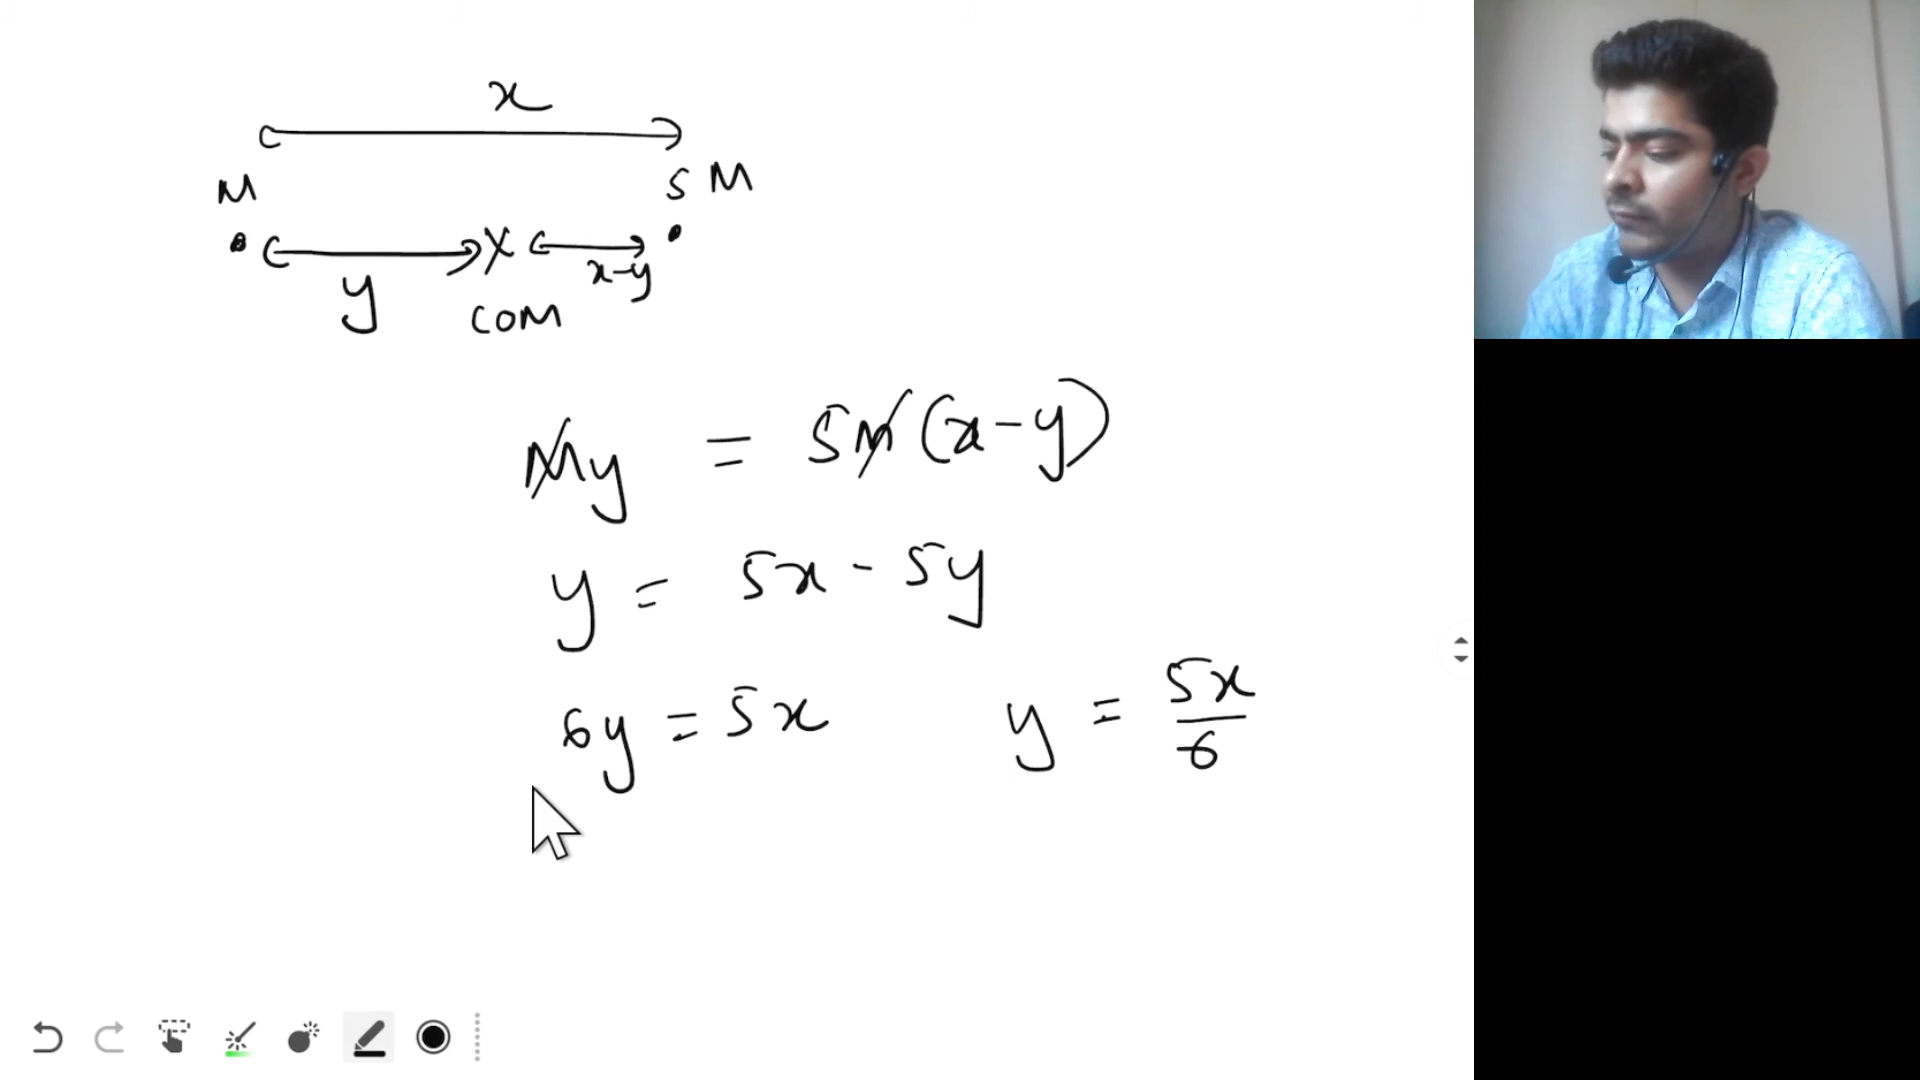 x
M 5M
y X x-y
COM
My = 5M(x-y)
y = 5x - 5y
6y = 5x y = 5x/6